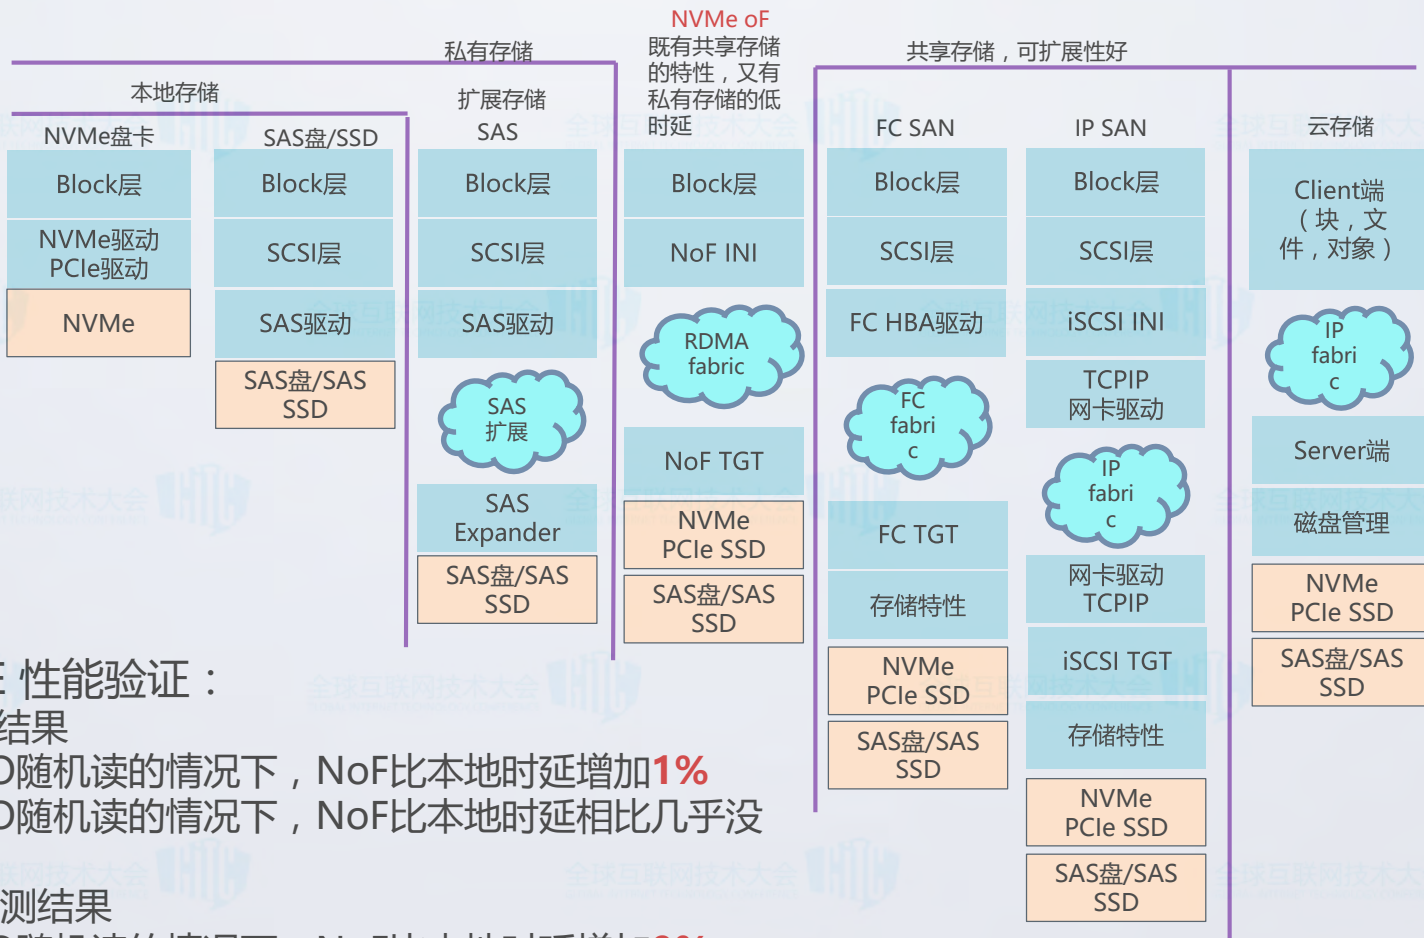 NVMe oF
既有共享存储
的特性，又有
私有存储的低
时延
私有存储
共享存储，可扩展性好
本地存储
扩展存储
NVMe盘卡
SAS盘/SSD
SAS
FC SAN
IP SAN
云存储
Block层
NVMe驱动
PCIe驱动
NVMe
Block层
SCSI层
SAS驱动
SAS盘/SAS
SSD
Block层
SCSI层
SAS驱动
SAS
扩展
SAS
Expander
SAS盘/SAS
SSD
Block层
NoF INI
RDMA
fabric
NoF TGT
NVMe
PCIe SSD
SAS盘/SAS
SSD
Block层
SCSI层
FC HBA驱动
FC
fabri
c
FC TGT
存储特性
NVMe
PCIe SSD
SAS盘/SAS
SSD
Block层
SCSI层
iSCSI INI
TCPIP
网卡驱动
IP
fabri
c
网卡驱动
TCPIP
iSCSI TGT
存储特性
NVMe
PCIe SSD
SAS盘/SAS
SSD
Client端
（块，文
件，对象）
IP
fabri
c
Server端
磁盘管理
NVMe
PCIe SSD
SAS盘/SAS
SSD
E 性能验证：
结果
O随机读的情况下，NoF比本地时延增加1%
O随机读的情况下，NoF比本地时延相比几乎没
测结果
全球互联网技术大会